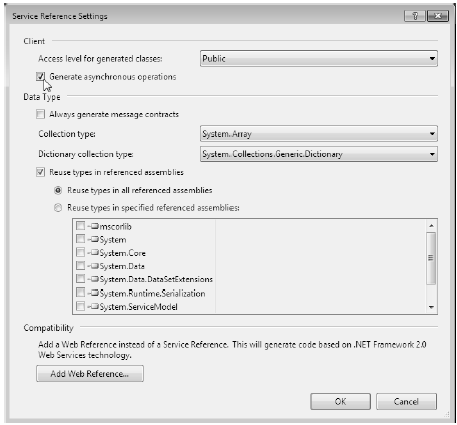 Service Reference Settings
Client
Access level for generated classes: Public
Generate asynchronous operations
Data Type
Always generate message contracts
Collection type: System.Array
Dictionary collection type: System.Collections.Generic.Dictionary
Reuse types in referenced assemblies
Reuse types in all referenced assemblies
Reuse types in specified referenced assemblies:
mscorlib
System
System.Core
System.Data
System.Data.DataSetExtensions
System.Runtime.Serialization
System.ServiceModel
Compatibility
Add a Web Reference instead of a Service Reference. This will generate code based on .NET Framework 2.0
Web Services technology.
Add Web Reference...
OK Cancel